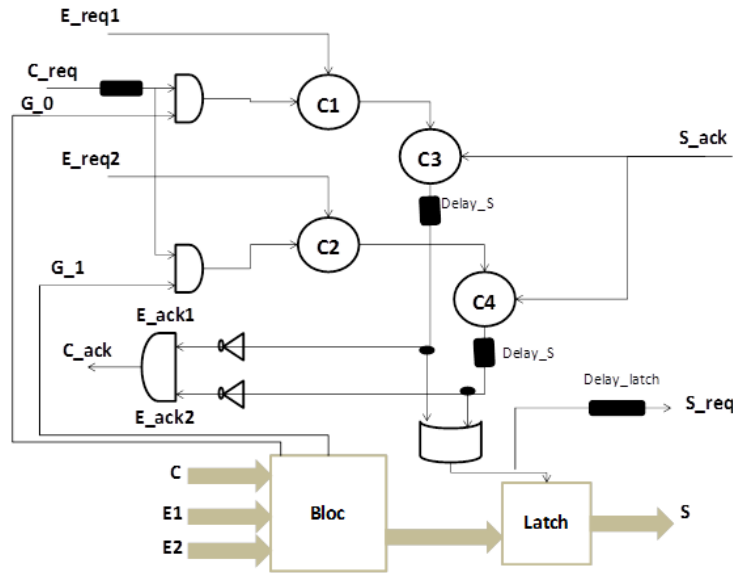 E_req1
C_req
G_0
C1
C3
S_ack
E_req2
Delay_S
C2
G_1
C4
E_ack1
C_ack
Delay_S
E_ack2
Delay_latch
S_req
C
E1
E2
Bloc
Latch
S